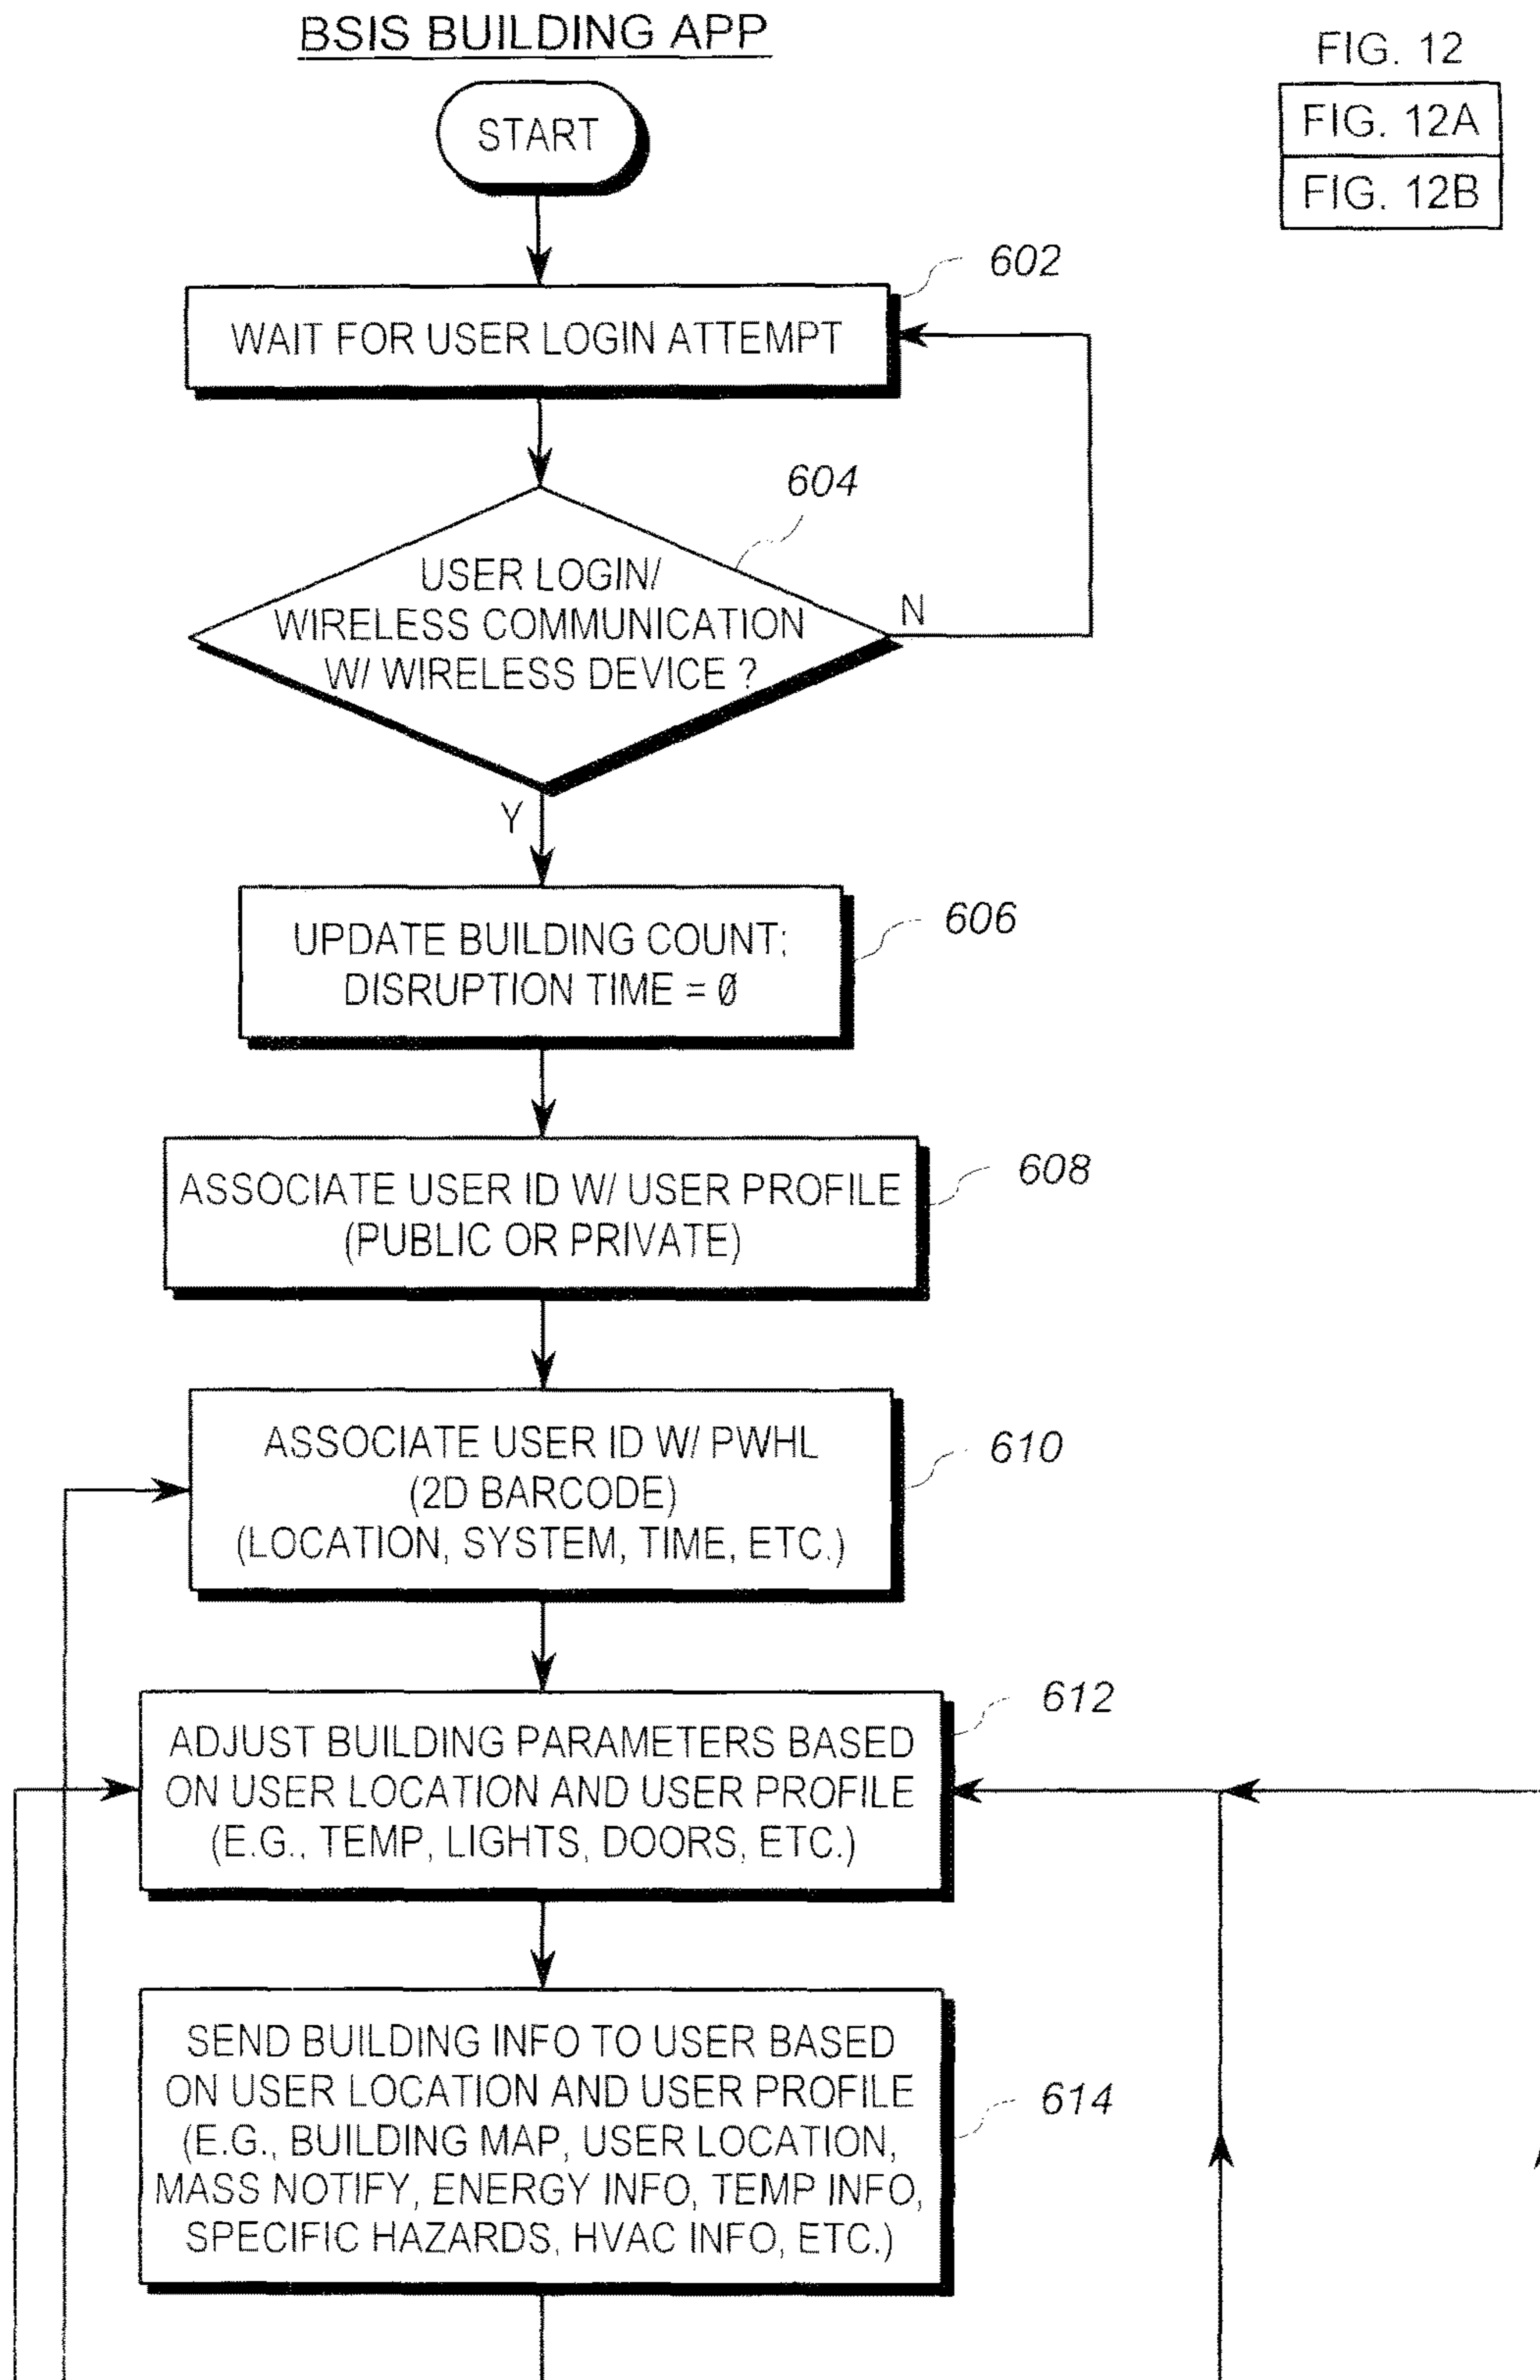 BSIS BUILDING APP
FIG. 12
FIG. 12A
FIG. 12B
START
602
WAIT FOR USER LOGIN ATTEMPT
604
USER LOGIN/
WIRELESS COMMUNICATION
W/ WIRELESS DEVICE ?
N
Y
606
UPDATE BUILDING COUNT;
DISRUPTION TIME = Ø
608
ASSOCIATE USER ID W/ USER PROFILE
(PUBLIC OR PRIVATE)
610
ASSOCIATE USER ID W/ PWHL
(2D BARCODE)
(LOCATION, SYSTEM, TIME, ETC.)
612
ADJUST BUILDING PARAMETERS BASED
ON USER LOCATION AND USER PROFILE
(E.G., TEMP, LIGHTS, DOORS, ETC.)
614
SEND BUILDING INFO TO USER BASED
ON USER LOCATION AND USER PROFILE
(E.G., BUILDING MAP, USER LOCATION,
MASS NOTIFY, ENERGY INFO, TEMP INFO,
SPECIFIC HAZARDS, HVAC INFO, ETC.)